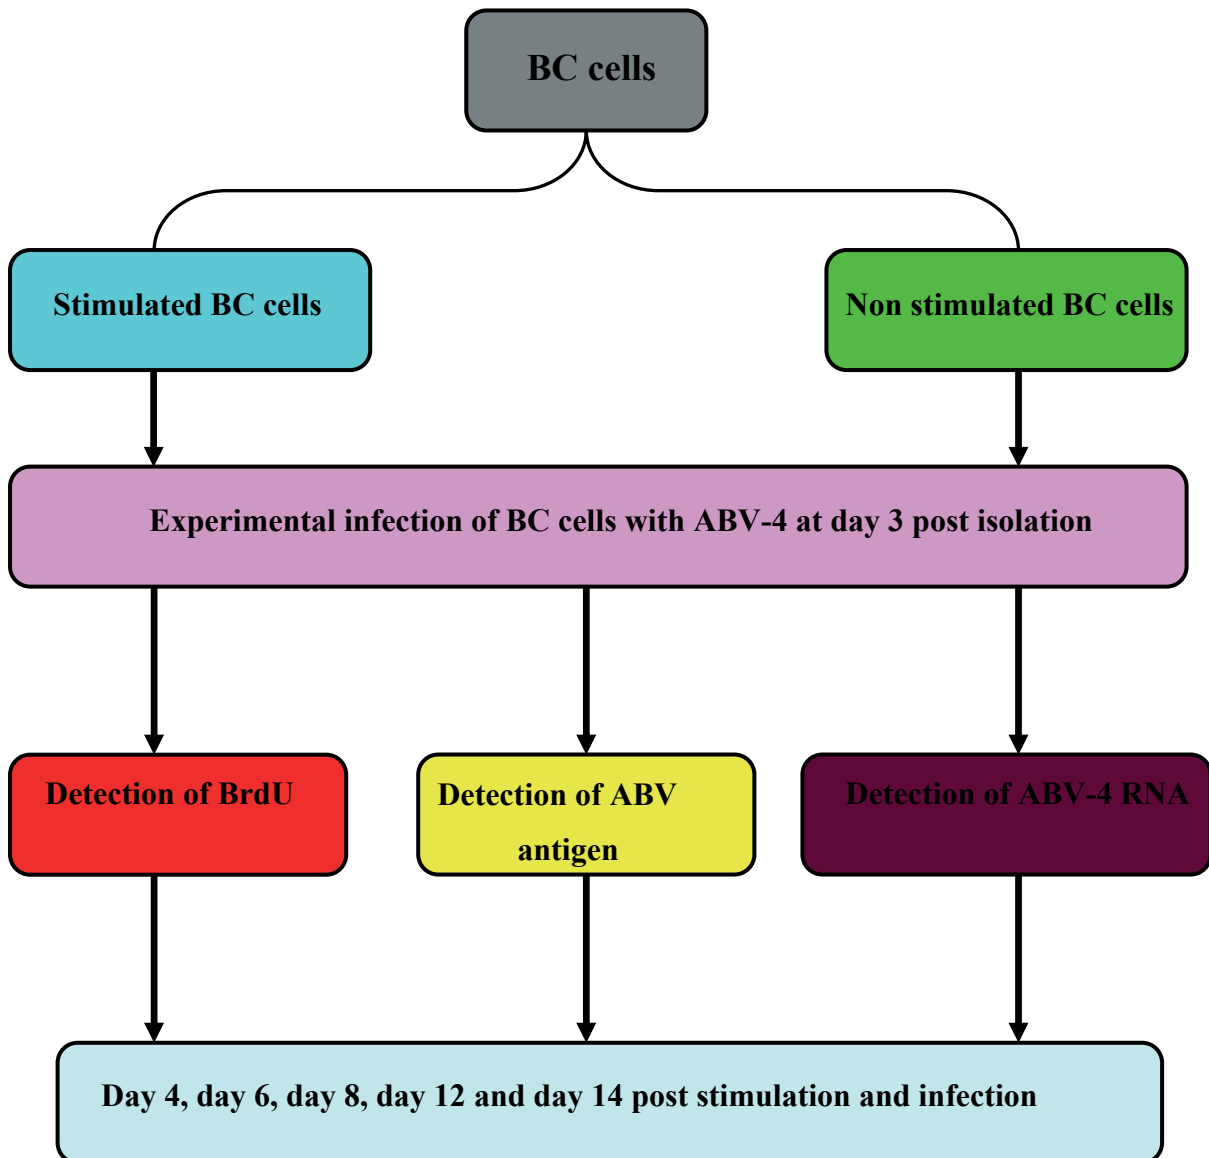 BC cells
Stimulated BC cells
Non stimulated BC cells
Experimental infection of BC cells with ABV-4 at day 3 post isolation
Detection of BrdU
Detection of ABV
antigen
Detection of ABV-4 RNA
Day 4, day 6, day 8, day 12 and day 14 post stimulation and infection